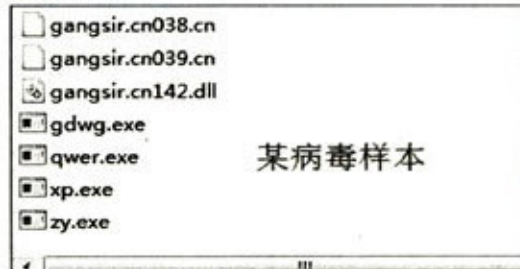 gangsir.cn038.cn
gangsir.cn039.cn
gangsir.cn142.dll
gdwg.exe
qwer.exe
某病毒样本
xp.exe
zy.exe